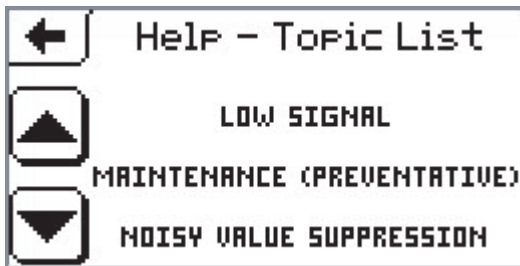 Help - Topic List
LOW SIGNAL
MAINTENANCE (PREVENTATIVE)
NOISY VALUE SUPPRESSION